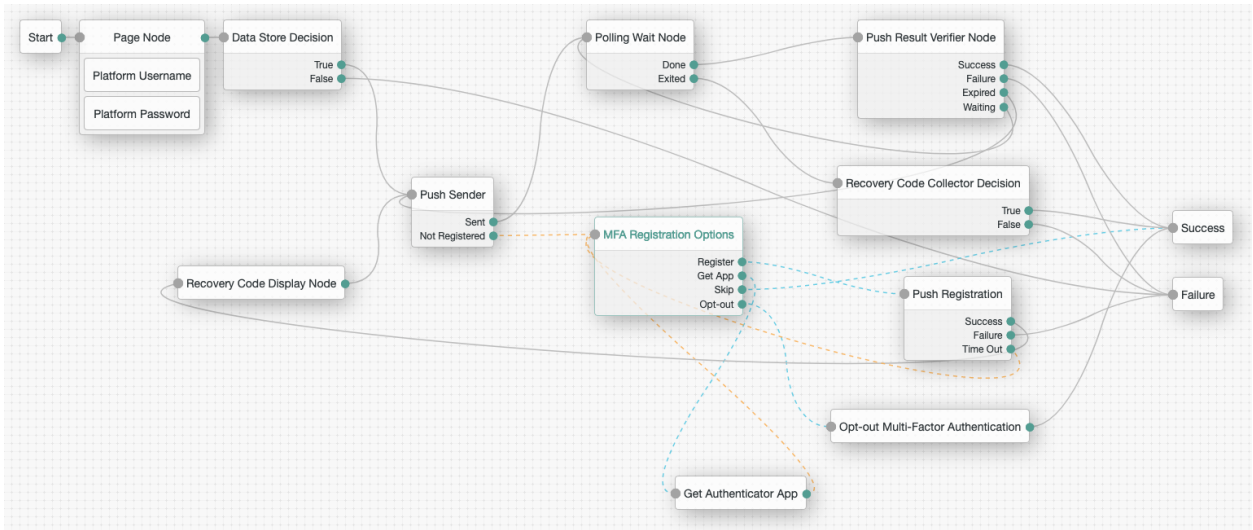 Start
Page Node
Platform Username
Platform Password
Data Store Decision
True
False
Polling Wait Node
Done
Exited
Push Result Verifier Node
Success
Failure
Expired
Waiting
Push Sender
Sent
Not Registered
Recovery Code Collector Decision
True
False
MFA Registration Options
Register
Get App
Skip
Opt-out
Success
Recovery Code Display Node
Push Registration
Success
Failure
Time Out
Failure
Opt-out Multi-Factor Authentication
Get Authenticator App